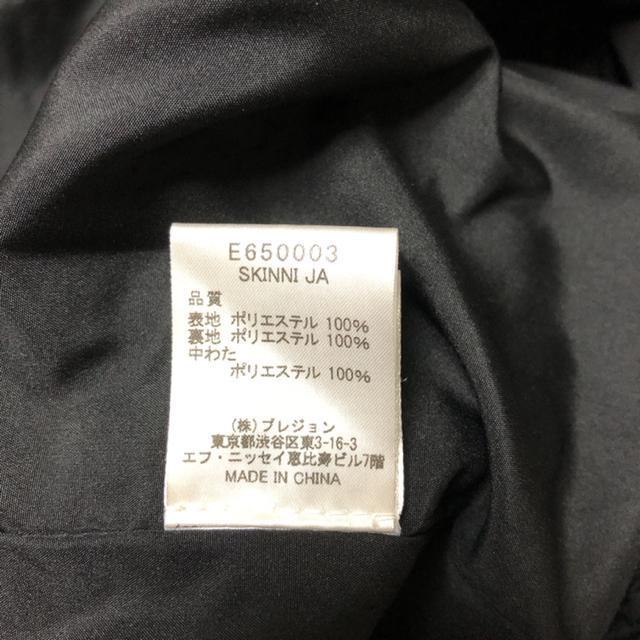 E650003
SKINNI JA
品質
表地 ポリエステル 100%
裏地 ポリエステル 100%
中わた
ポリエステル 100%
(株) プレジョン
東京都渋谷区東3-16-3
エフ・ニッセイ恵比寿ビル7階
MADE IN CHINA